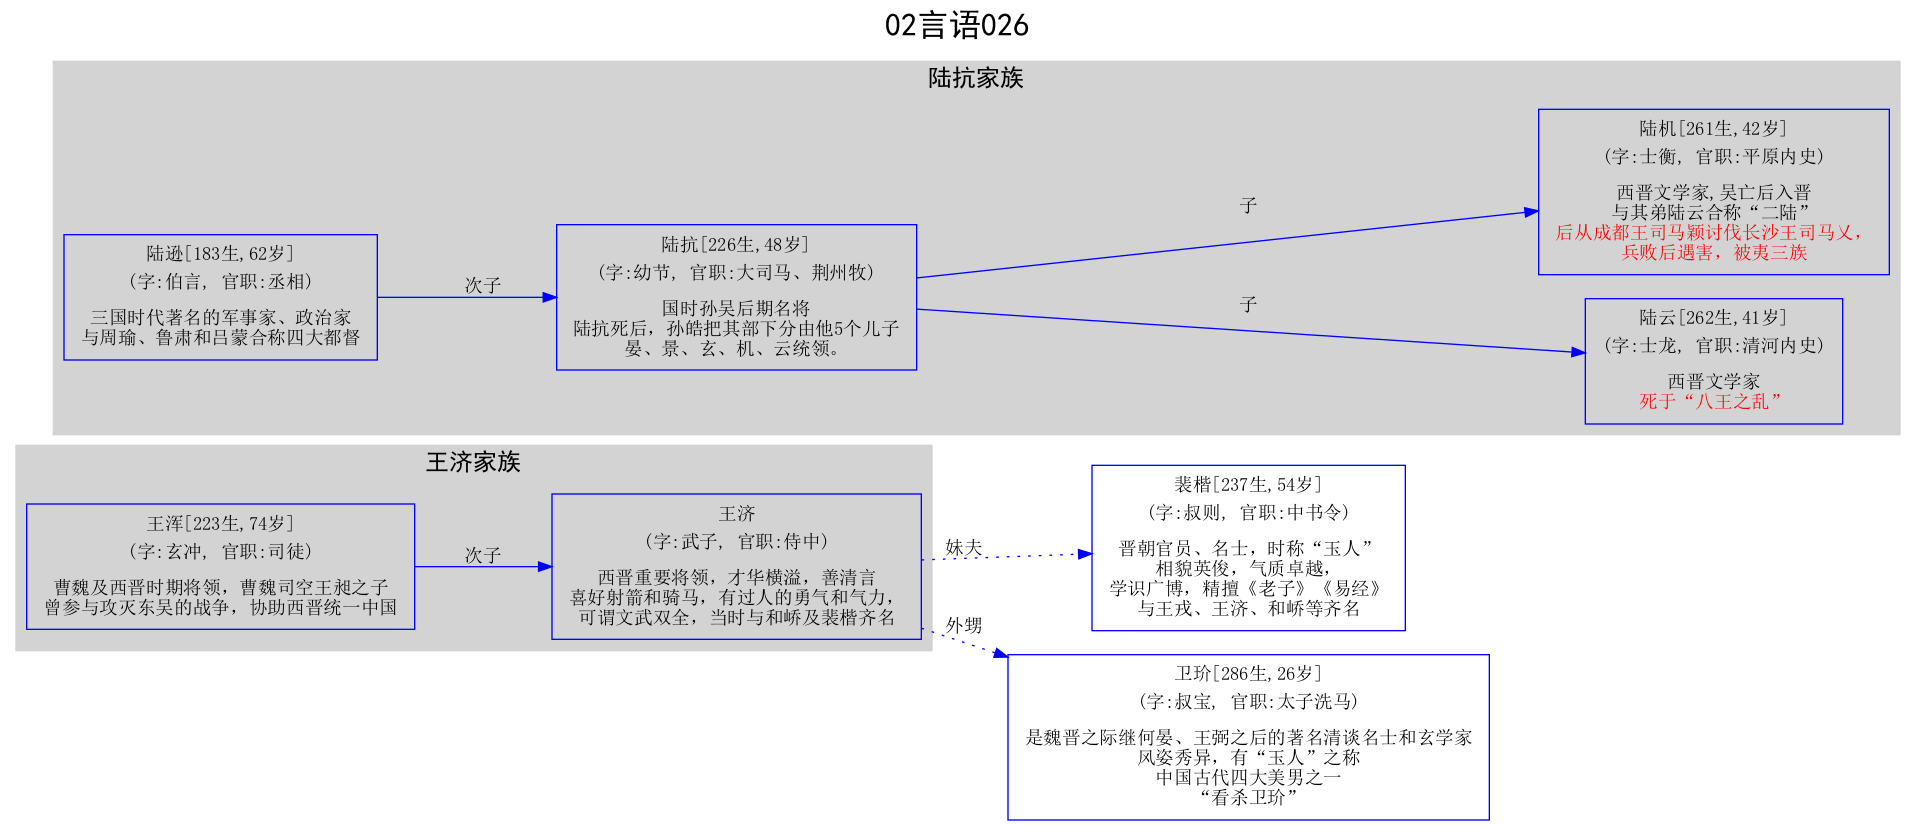 02言语026
陆抗家族
陆逊[183生,62岁]
(字:伯言, 官职:丞相)
三国时代著名的军事家、政治家
与周瑜、鲁肃和吕蒙合称四大都督
次子
陆抗[226生,48岁]
(字:幼节, 官职:大司马、荆州牧)
国时孙吴后期名将
陆抗死后，孙皓把其部下分由他5个儿子
晏、景、玄、机、云统领。
子
陆机[261生,42岁]
(字:士衡, 官职:平原内史)
西晋文学家,吴亡后入晋
与其弟陆云合称“二陆”
后从成都王司马颖讨伐长沙王司马乂，
兵败后遇害，被夷三族
子
陆云[262生,41岁]
(字:士龙, 官职:清河内史)
西晋文学家
死于“八王之乱”
王济家族
王浑[223生,74岁]
(字:玄冲, 官职:司徒)
曹魏及西晋时期将领，曹魏司空王昶之子
曾参与攻灭东吴的战争，协助西晋统一中国
次子
王济
(字:武子, 官职:侍中)
西晋重要将领，才华横溢，善清言
喜好射箭和骑马，有过人的勇气和气力，
可谓文武双全，当时与和峤及裴楷齐名
妹夫
裴楷[237生,54岁]
(字:叔则, 官职:中书令)
晋朝官员、名士，时称“玉人”
相貌英俊，气质卓越，
学识广博，精擅《老子》《易经》
与王戎、王济、和峤等齐名
外甥
卫玠[286生,26岁]
(字:叔宝, 官职:太子洗马)
是魏晋之际继何晏、王弼之后的著名清谈名士和玄学家
风姿秀异，有“玉人”之称
中国古代四大美男之一
“看杀卫玠”